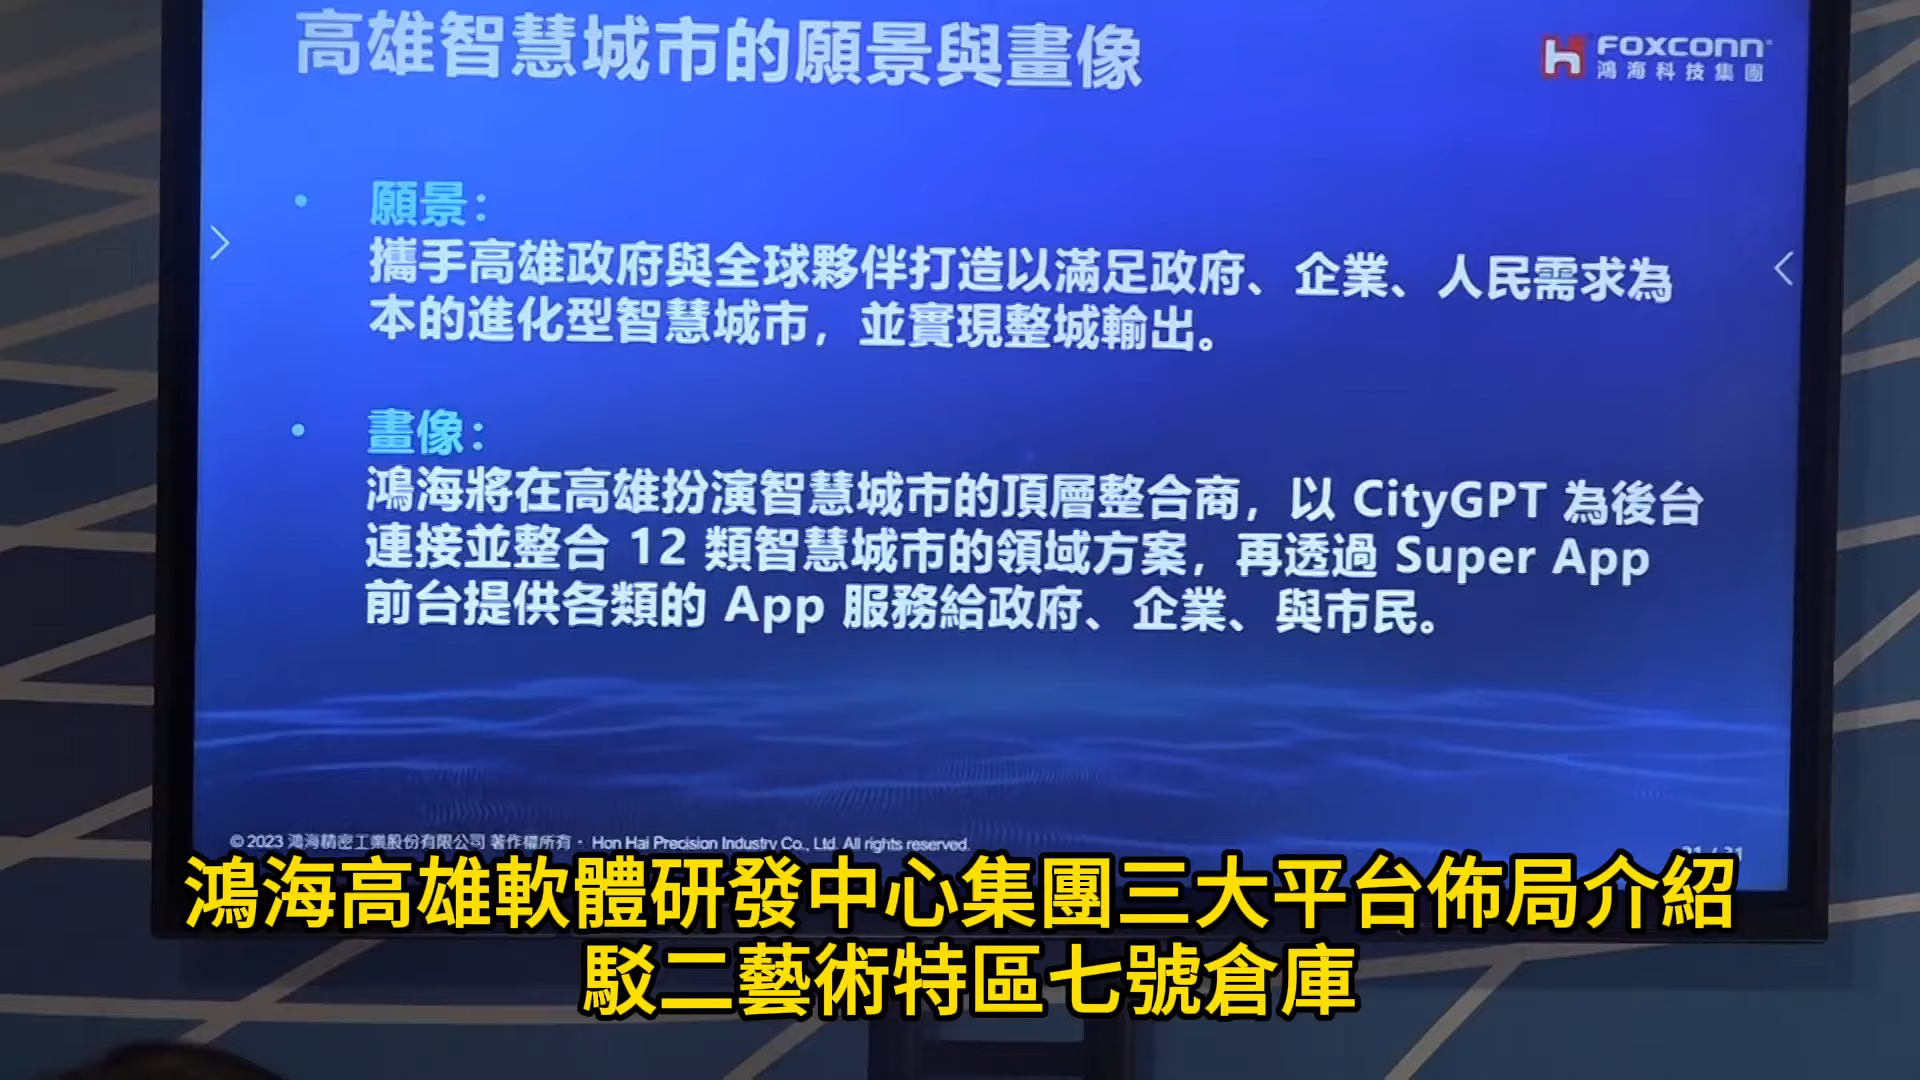 高雄智慧城市的願景與畫像
FOXCONN
鴻海科技集團
• 願景：
攜手高雄政府與全球夥伴打造以滿足政府、企業、人民需求為
本的進化型智慧城市，並實現整城輸出。
• 畫像：
鴻海將在高雄扮演智慧城市的頂層整合商，以 CityGPT 為後台
連接並整合 12 類智慧城市的領域方案，再透過 Super App
前台提供各類的 App 服務給政府、企業、與市民。
© 2023 鴻海精密工業股份有限公司 著作權所有・ Hon Hai Precision Industry Co., Ltd. All rights reserved.
鴻海高雄軟體研發中心集團三大平台佈局介紹
駁二藝術特區七號倉庫